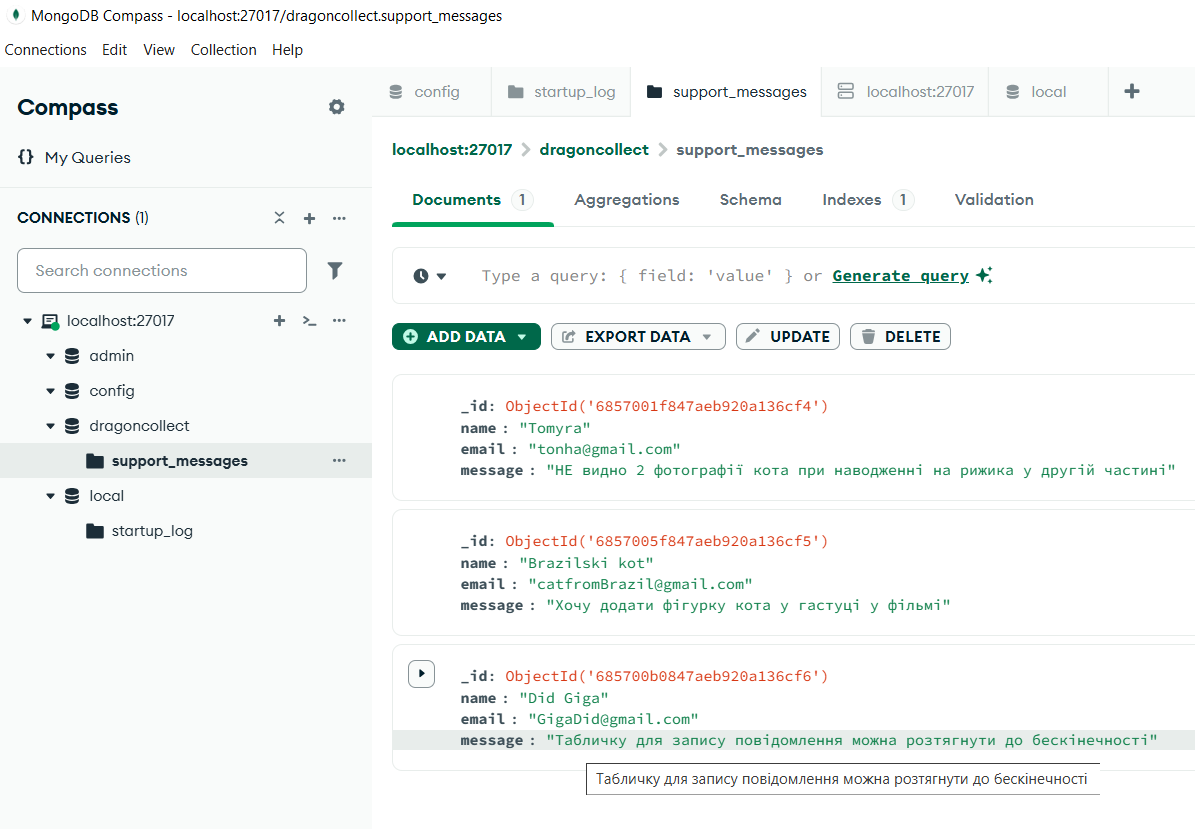 MongoDB Compass - localhost:27017/dragoncollect.support_messages
Connections Edit View Collection Help
Compass
{} My Queries
CONNECTIONS (1)
Search connections
localhost:27017
admin
config
dragoncollect
support_messages
local
startup_log
config startup_log support_messages localhost:27017 local
localhost:27017 > dragoncollect > support_messages
Documents 1 Aggregations Schema Indexes 1 Validation
Type a query: { field: 'value' } or Generate query
ADD DATA EXPORT DATA UPDATE DELETE
_id: ObjectId('6857001f847aeb920a136cf4')
name : "Tomyra"
email : "tonha@gmail.com"
message : "НЕ видно 2 фотографії кота при наводженні на рижика у другій частині"
_id: ObjectId('6857005f847aeb920a136cf5')
name : "Brazilski kot"
email : "catfromBrazil@gmail.com"
message : "Хочу додати фігурку кота у гастуці у фільмі"
_id: ObjectId('685700b0847aeb920a136cf6')
name : "Did Giga"
email : "GigaDid@gmail.com"
message : "Табличку для запису повідомлення можна розтягнути до бескінечності"
Табличку для запису повідомлення можна розтягнути до бескінечності